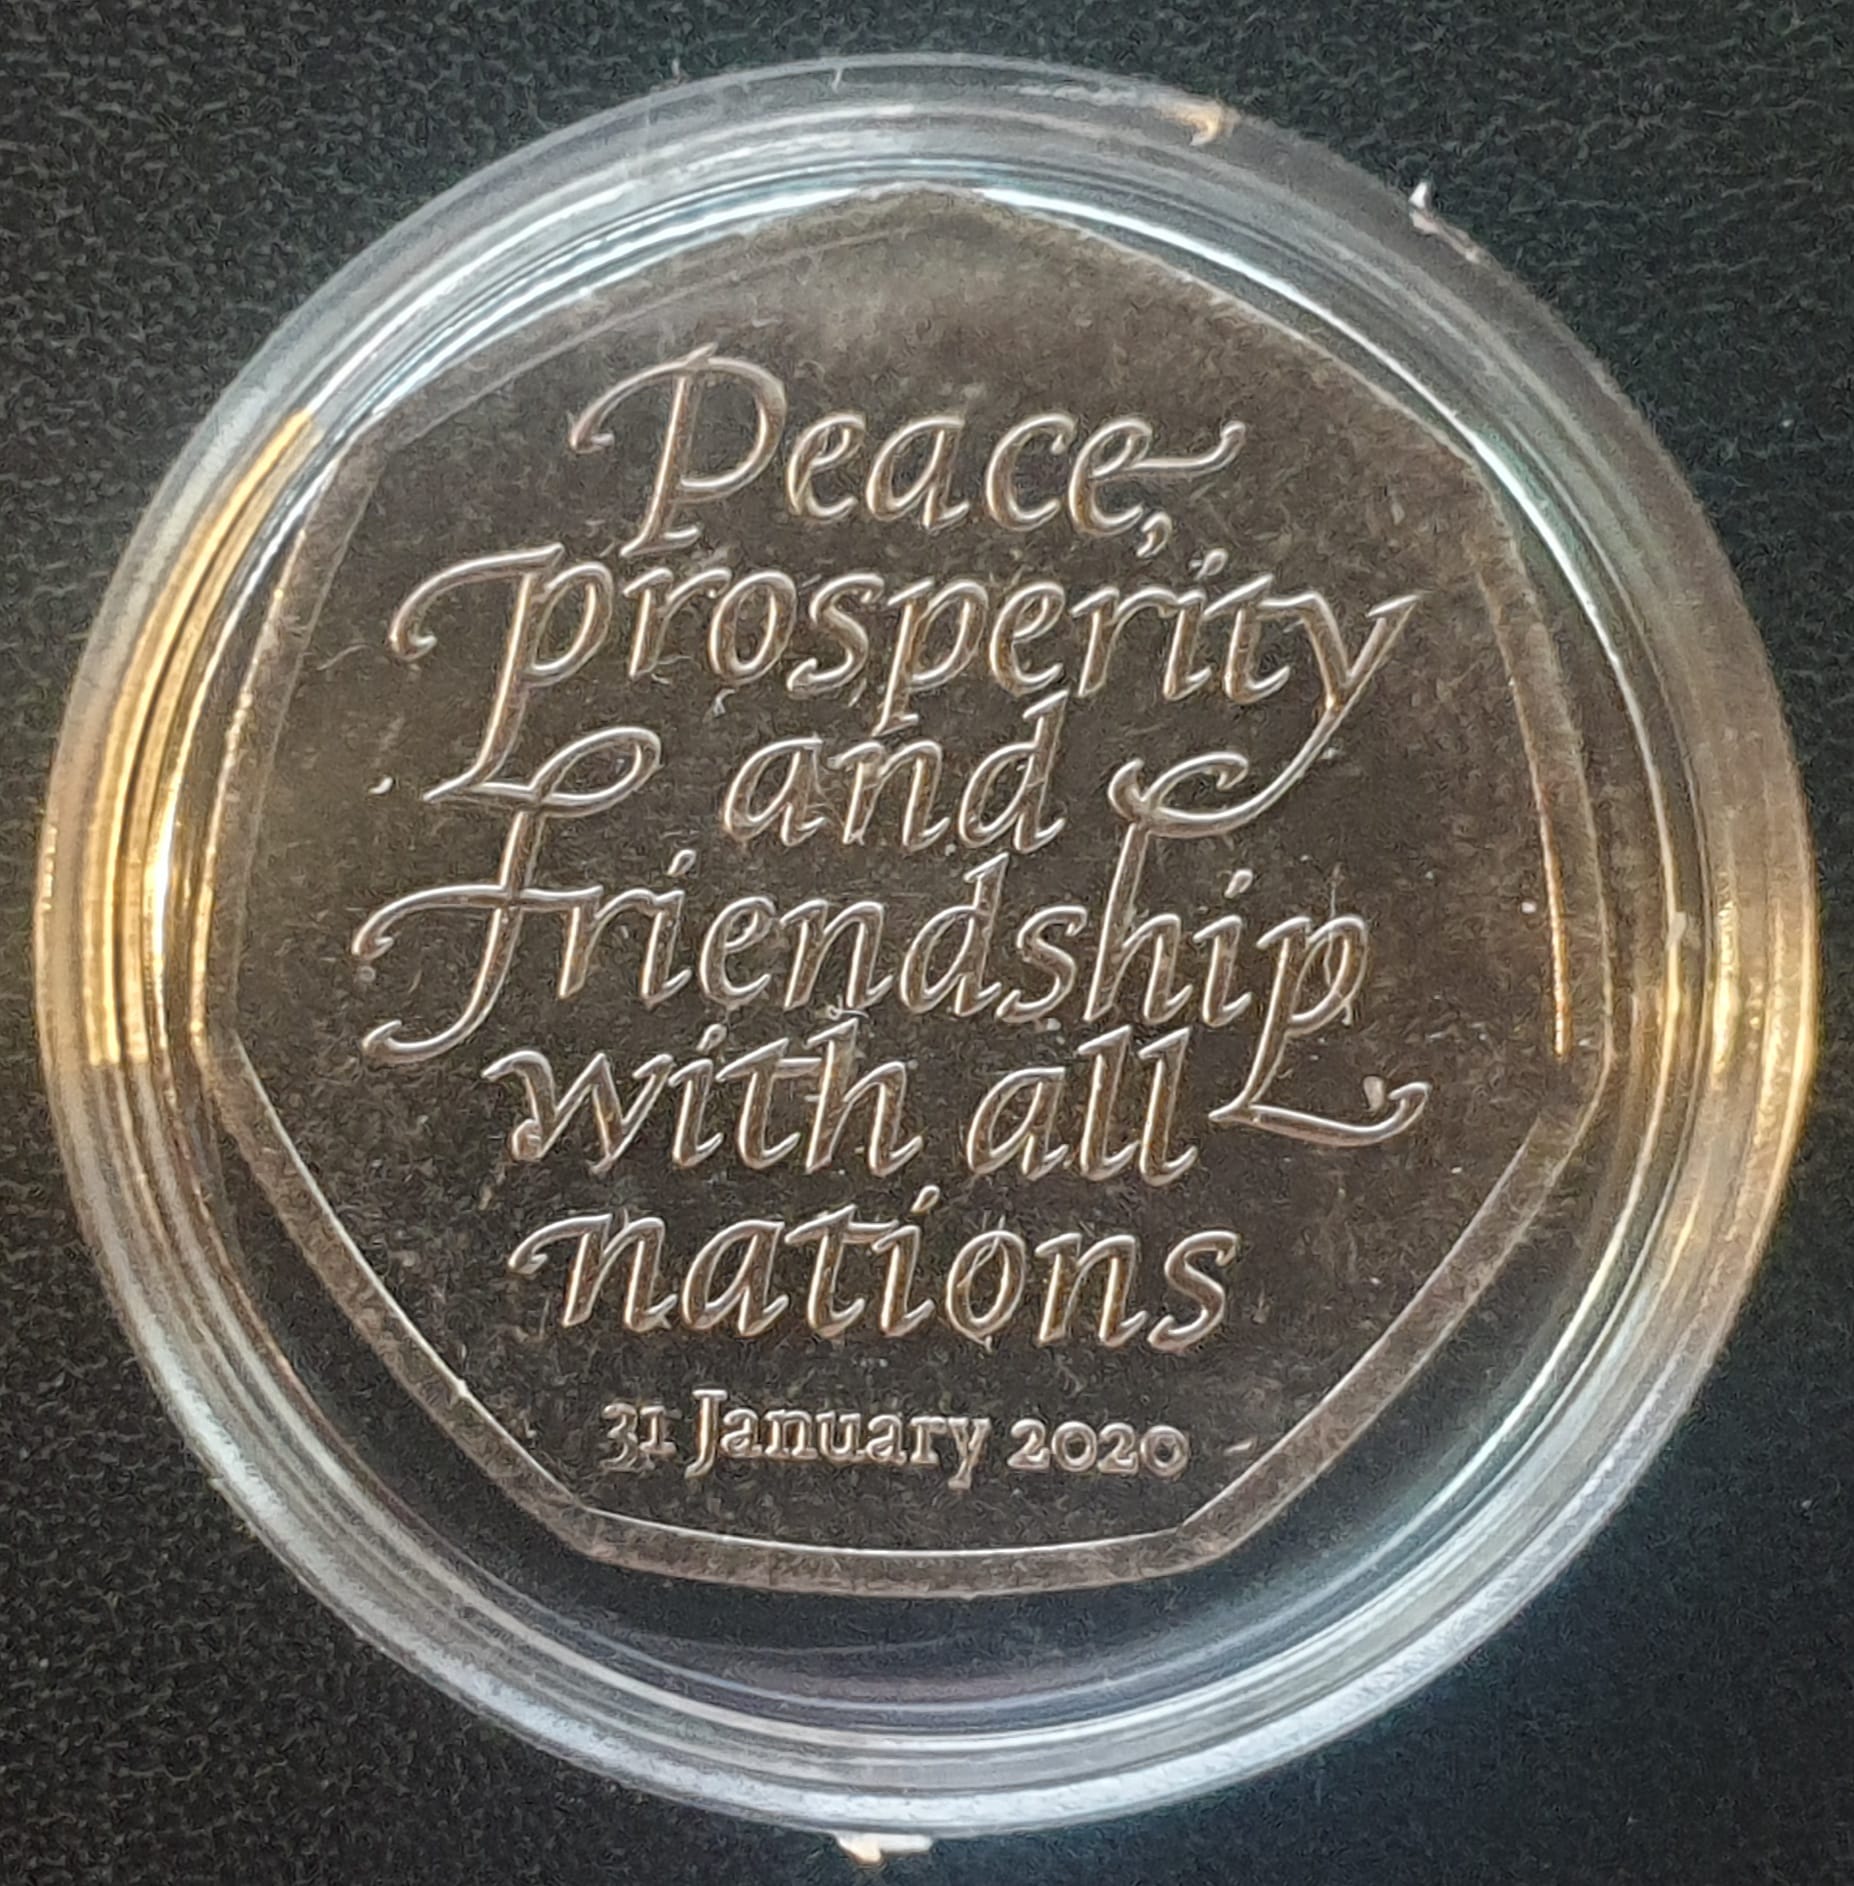 Peace,
prosperity
and
friendship
with all
nations
31 January 2020